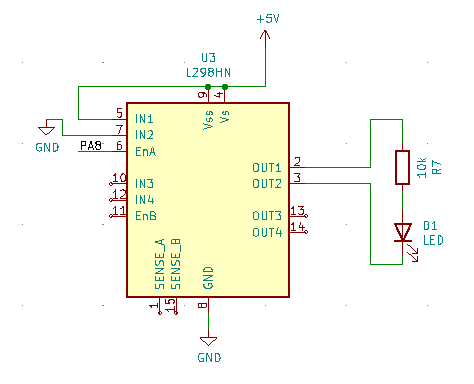 +5V
U3
L298HN
9
4
Vss
Vs
5
IN1
7
IN2
GND
PA8
6
EnA
10
IN3
12
IN4
11
EnB
OUT1
2
OUT2
3
OUT3
13
OUT4
14
10k
R7
D1
LED
SENSE_A
SENSE_B
GND
1
15
8
GND